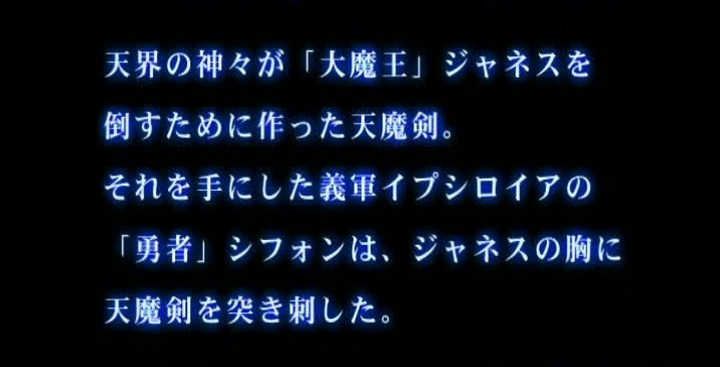 天界の神々が「大魔王」ジャネスを
倒すために作った天魔剣。
それを手にした義軍イプシロイアの
「勇者」シフォンは、ジャネスの胸に
天魔剣を突き刺した。